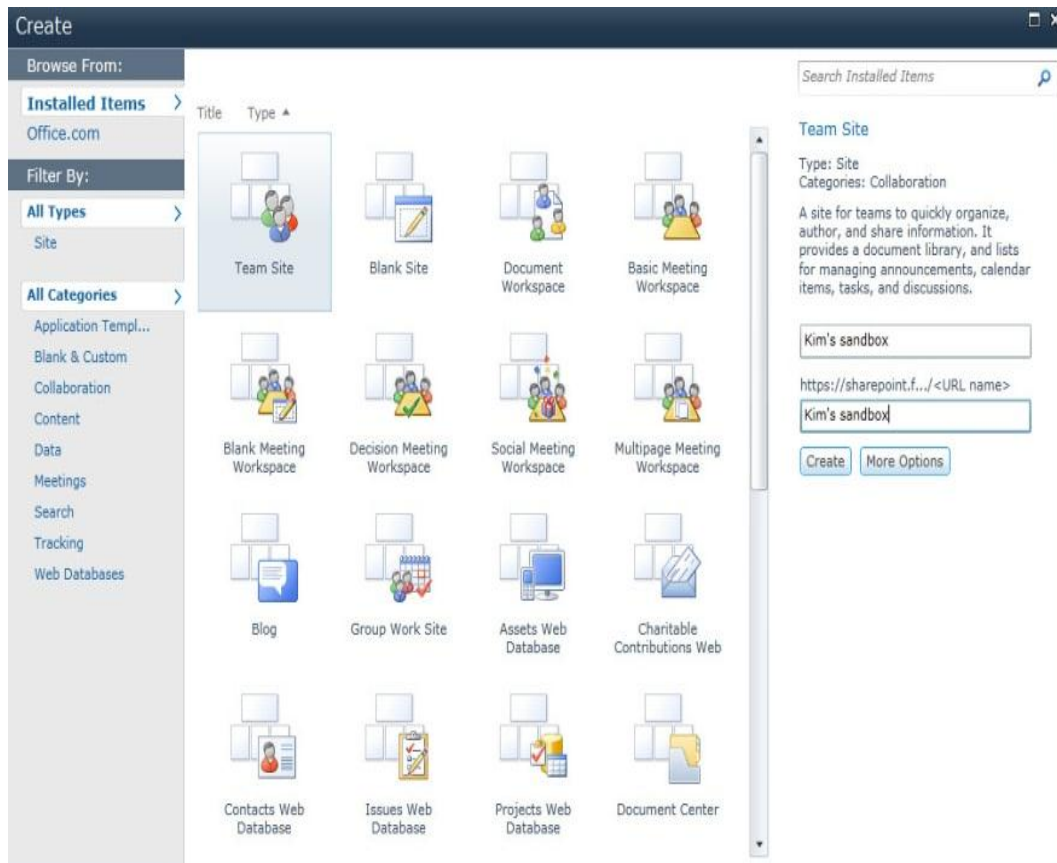 Create
Browse From:
Installed Items
Office.com
Filter By:
All Types
Site
All Categories
Application Templ...
Blank & Custom
Collaboration
Content
Data
Meetings
Search
Tracking
Web Databases
Title Type
Team Site
Blank Site
Document
Workspace
Basic Meeting
Workspace
Blank Meeting
Workspace
Decision Meeting
Workspace
Social Meeting
Workspace
Multipage Meeting
Workspace
Blog
Group Work Site
Assets Web
Database
Charitable
Contributions Web
Contacts Web
Database
Issues Web
Database
Projects Web
Database
Document Center
Search Installed Items
Team Site
Type: Site
Categories: Collaboration
A site for teams to quickly organize,
author, and share information. It
provides a document library, and lists
for managing announcements, calendar
items, tasks, and discussions.
Kim's sandbox
https://sharepoint.f.../<URL name>
Kim's sandbox
Create More Options